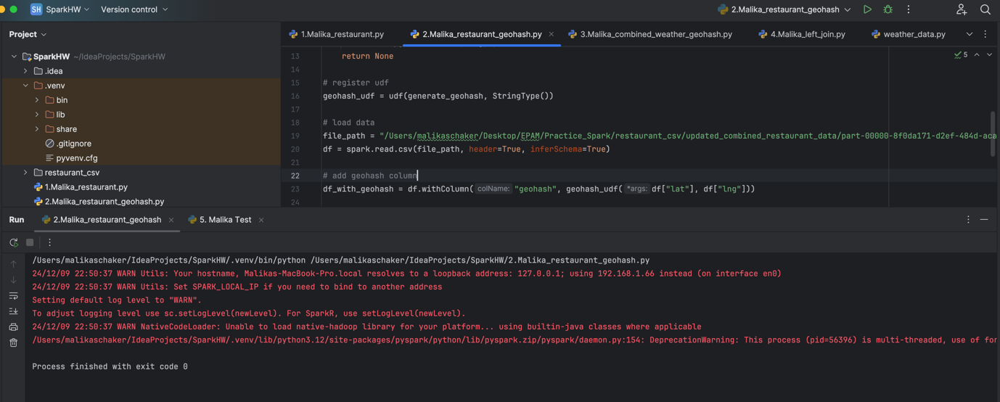 SH SparkHW Version control 2.Malika_restaurant_geohash
Project
1.Malika_restaurant.py 2.Malika_restaurant_geohash.py 3.Malika_combined_weather_geohash.py 4.Malika_left_join.py weather_data.py
SparkHW ~/IdeaProjects/SparkHW
.idea
.venv
bin
lib
share
.gitignore
pyvenv.cfg
restaurant_csv
1.Malika_restaurant.py
2.Malika_restaurant_geohash.py
5
13 return None
14
15 # register udf
16 geohash_udf = udf(generate_geohash, StringType())
17
18 # load data
19 file_path = "/Users/malikaschaker/Desktop/EPAM/Practice_Spark/restaurant_csv/updated_combined_restaurant_data/part-00000-8f0da171-d2ef-484d-aca
20 df = spark.read.csv(file_path, header=True, inferSchema=True)
21
22 # add geohash column
23 df_with_geohash = df.withColumn( colName: "geohash", geohash_udf( *args: df["lat"], df["lng"]))
24
Run 2.Malika_restaurant_geohash 5. Malika Test
/Users/malikaschaker/IdeaProjects/SparkHW/.venv/bin/python /Users/malikaschaker/IdeaProjects/SparkHW/2.Malika_restaurant_geohash.py
24/12/09 22:50:37 WARN Utils: Your hostname, Malikas-MacBook-Pro.local resolves to a loopback address: 127.0.0.1; using 192.168.1.66 instead (on interface en0)
24/12/09 22:50:37 WARN Utils: Set SPARK_LOCAL_IP if you need to bind to another address
Setting default log level to "WARN".
To adjust logging level use sc.setLogLevel(newLevel). For SparkR, use setLogLevel(newLevel).
24/12/09 22:50:37 WARN NativeCodeLoader: Unable to load native-hadoop library for your platform... using builtin-java classes where applicable
/Users/malikaschaker/IdeaProjects/SparkHW/.venv/lib/python3.12/site-packages/pyspark/python/lib/pyspark.zip/pyspark/daemon.py:154: DeprecationWarning: This process (pid=56396) is multi-threaded, use of for
Process finished with exit code 0